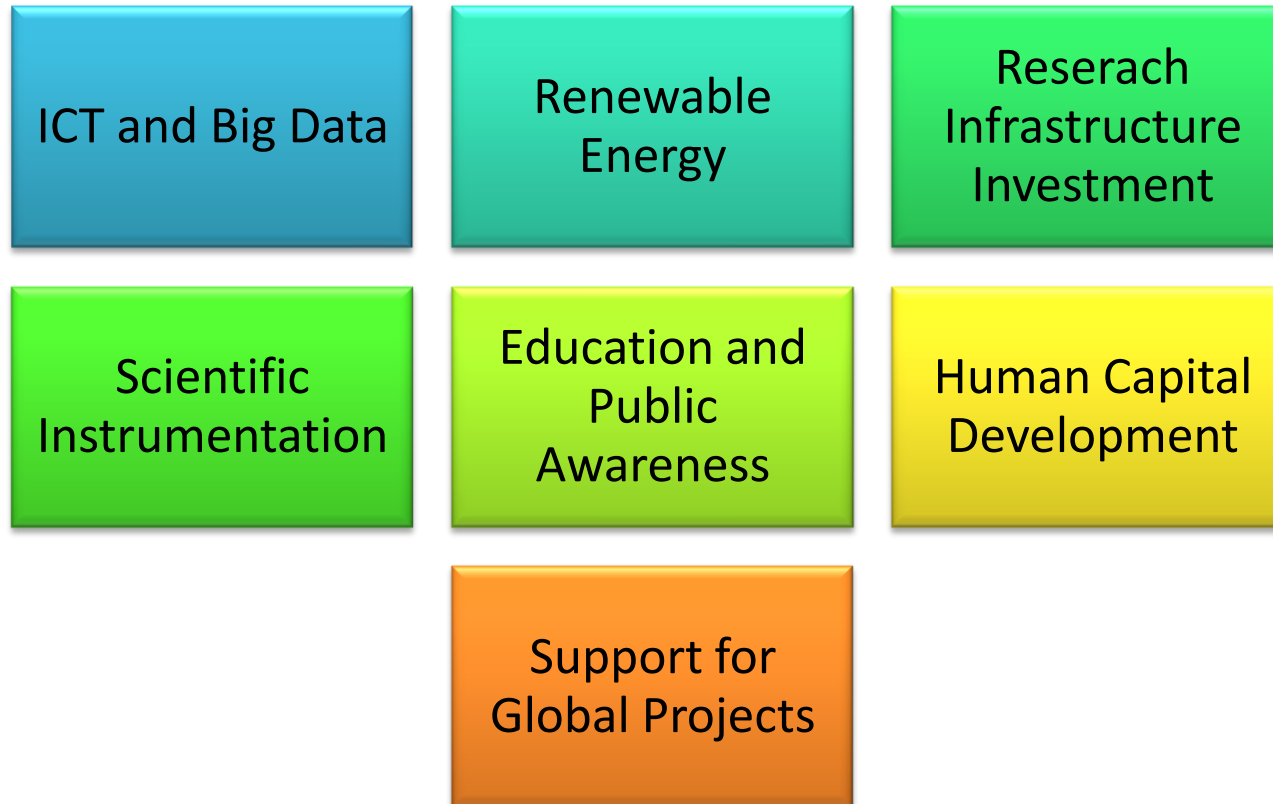 ICT and Big Data
Renewable
Energy
Reserach
Infrastructure
Investment
Scientific
Instrumentation
Education and
Public
Awareness
Human Capital
Development
Support for
Global Projects